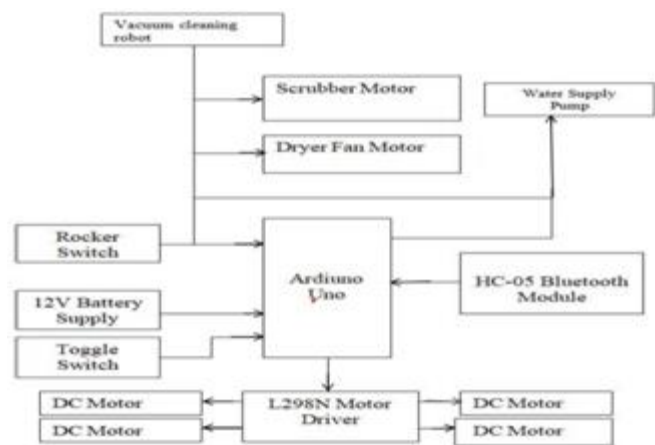 Vacuum cleaning
robot
Scrubber Motor
Water Supply
Pump
Dryer Fan Motor
Rocker
Switch
Ardiuno
Uno
HC-05 Bluetooth
Module
12V Battery
Supply
Toggle
Switch
DC Motor
L298N Motor
Driver
DC Motor
DC Motor
DC Motor